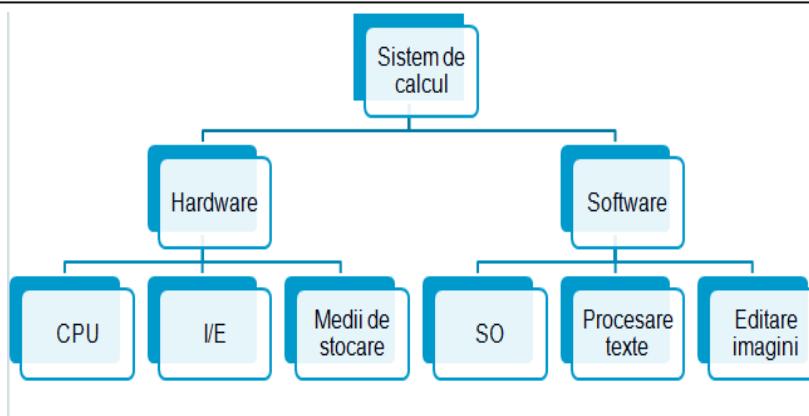 Sistem de
calcul
Hardware
Software
CPU
I/E
Medii de
stocare
SO
Procesare
texte
Editare
imagini